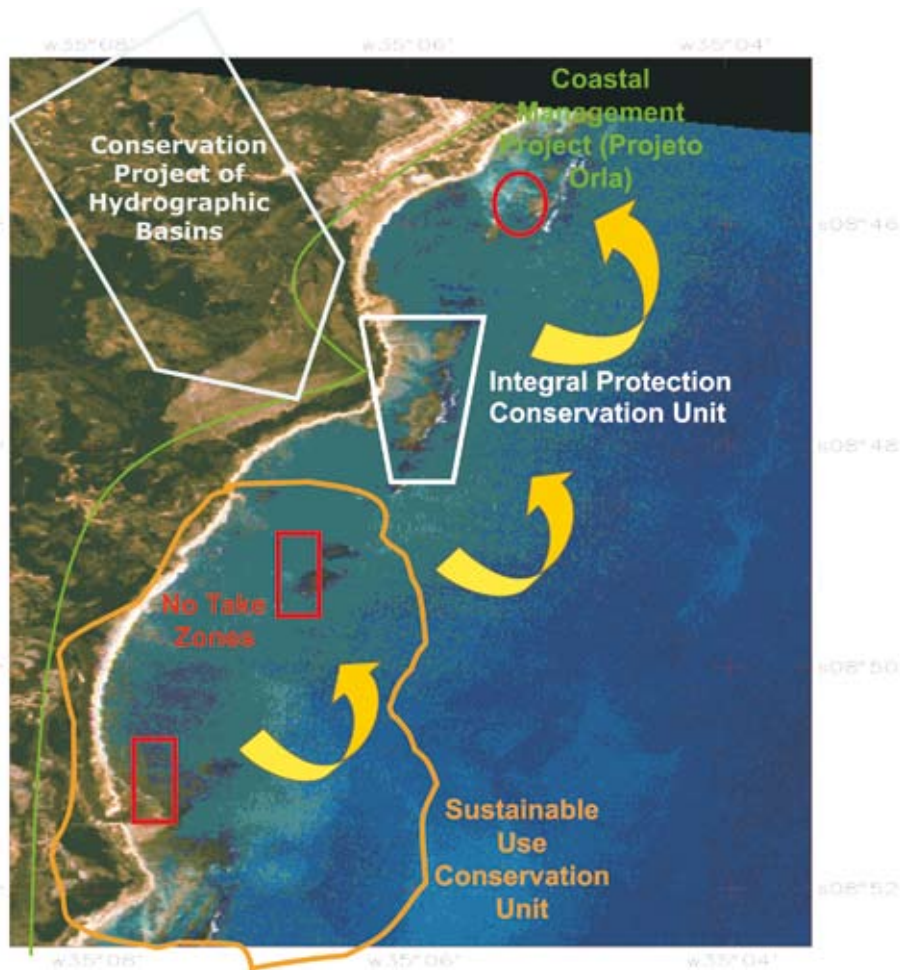 w35°08'
w35°06'
w35°04'
Coastal
Management
Project (Projeto
Orla)
Conservation
Project of
Hydrographic
Basins
s08°46
Integral Protection
Conservation Unit
s08°48
No Take
Zones
s08°50
Sustainable
Use
Conservation
Unit
s08°52
w35°08'
w35°06'
w35°04'